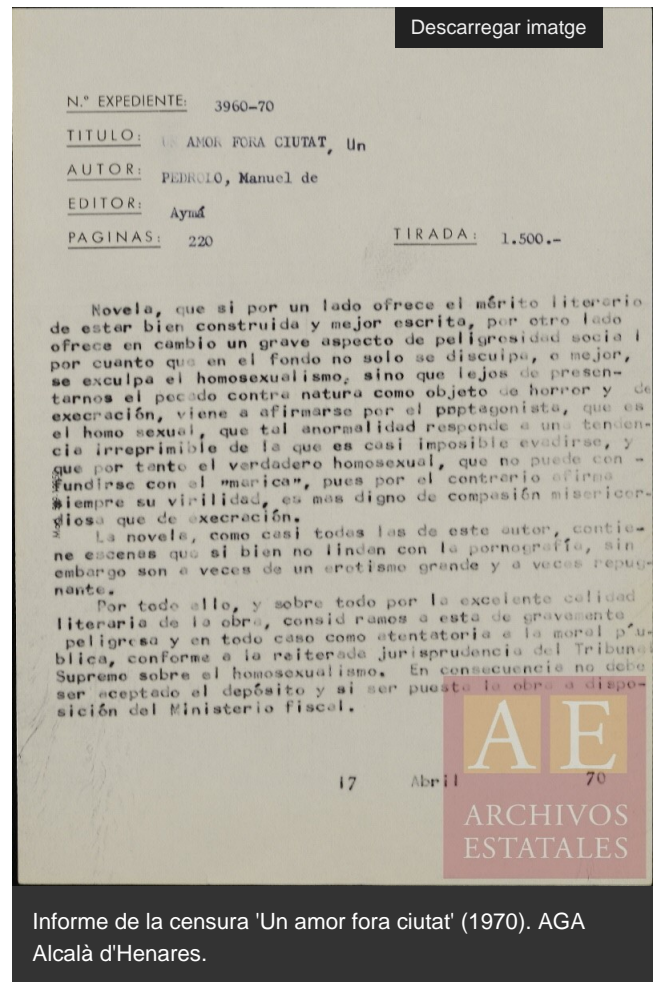 Descarregar imatge
N.º EXPEDIENTE: 3960-70
TITULO: UN AMOR FORA CIUTAT, Un
AUTOR: PEDROLO, Manuel de
EDITOR: Aymá
PAGINAS: 220 TIRADA: 1.500.-
Novela, que si por un lado ofrece el mérito literario
de estar bien construida y mejor escrita, por otro lado
ofrece en cambio un grave aspecto de peligrosidad social
por cuanto que en el fondo no solo se disculpa, o mejor,
se exculpa el homosexualismo, sino que lejos de presen-
tarnos el pecado contra natura como objeto de horror y de
execración, viene a afirmarse por el pnptagonista, que es
el homo sexual, que tal anormalidad responde a una tenden-
cia irreprimible de la que es casi imposible evadirse, y
que por tanto el verdadero homosexual, que no puede con -
fundirse con el "marica", pues por el contrario afirma
siempre su virilidad, es mas digno de compasión misericor-
diosa que de execración.
La novela, como casi todas las de este autor, contie-
ne escenas que si bien no lindan con la pornografía, sin
embargo son a veces de un erotismo grande y a veces repug-
nante.
Por todo ello, y sobre todo por la excelente calidad
literaria de la obra, consid ramos a esta de gravemente
peligrosa y en todo caso como atentatoria a la moral p'u-
blica, conforme a la reiterada jurisprudencia del Tribunal
Supremo sobre el homosexualismo. En consecuencia no debe
ser aceptado el depósito y si ser puesta la obra a dispo-
sición del Ministerio fiscal.
17 Abril 70
AE
ARCHIVOS
ESTATALES
Informe de la censura 'Un amor fora ciutat' (1970). AGA
Alcalà d'Henares.